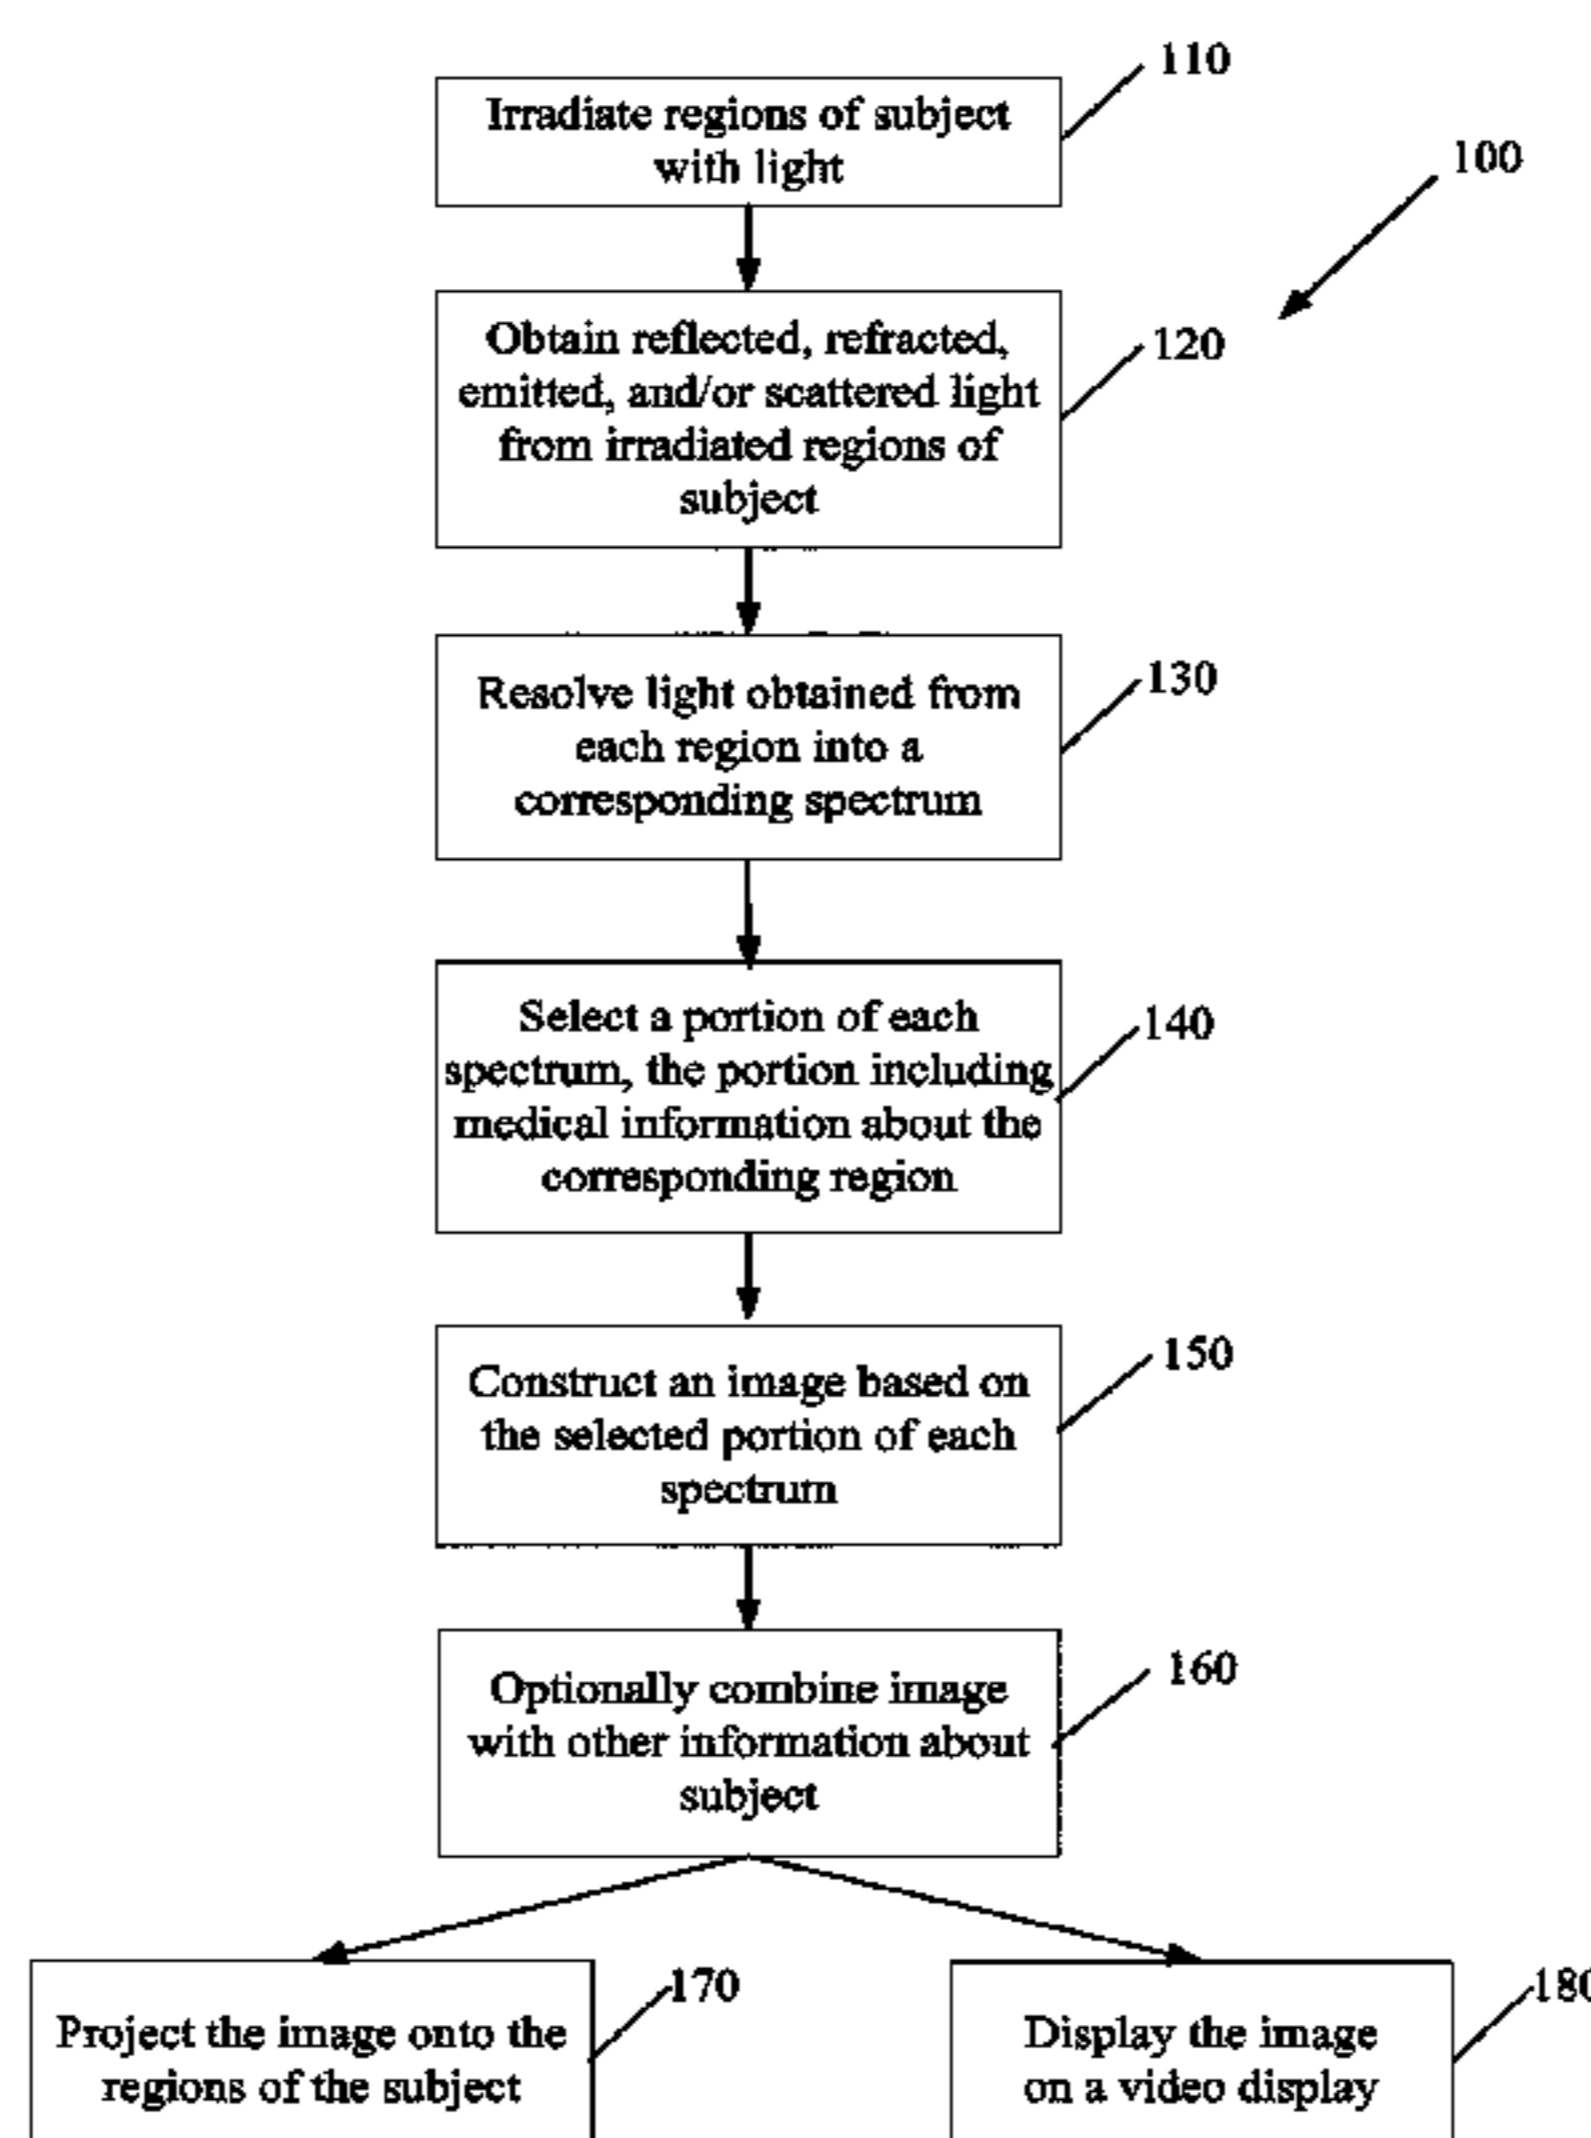 110
Irradiate regions of subject
with light
100
Obtain reflected, refracted,
emitted, and/or scattered light
from irradiated regions of
subject
120
Resolve light obtained from
each region into a
corresponding spectrum
130
Select a portion of each
spectrum, the portion including
medical information about the
corresponding region
140
Construct an image based on
the selected portion of each
spectrum
150
Optionally combine image
with other information about
subject
160
Project the image onto the
regions of the subject
170
Display the image
on a video display
180